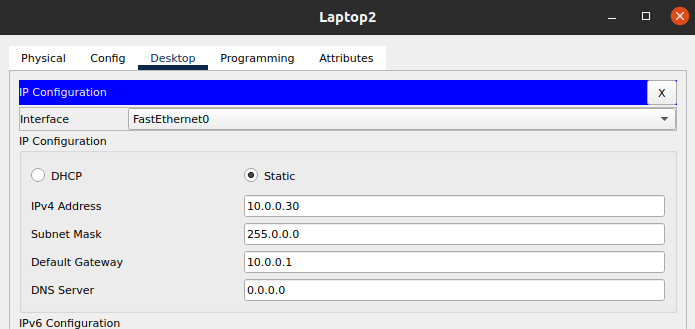 Laptop2
Physical Config Desktop Programming Attributes
IP Configuration X
Interface FastEthernet0
IP Configuration
DHCP Static
IPv4 Address 10.0.0.30
Subnet Mask 255.0.0.0
Default Gateway 10.0.0.1
DNS Server 0.0.0.0
IPv6 Configuration